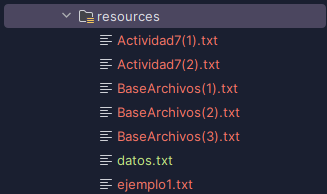 resources
Actividad7(1).txt
Actividad7(2).txt
BaseArchivos(1).txt
BaseArchivos(2).txt
BaseArchivos(3).txt
datos.txt
ejemplo1.txt